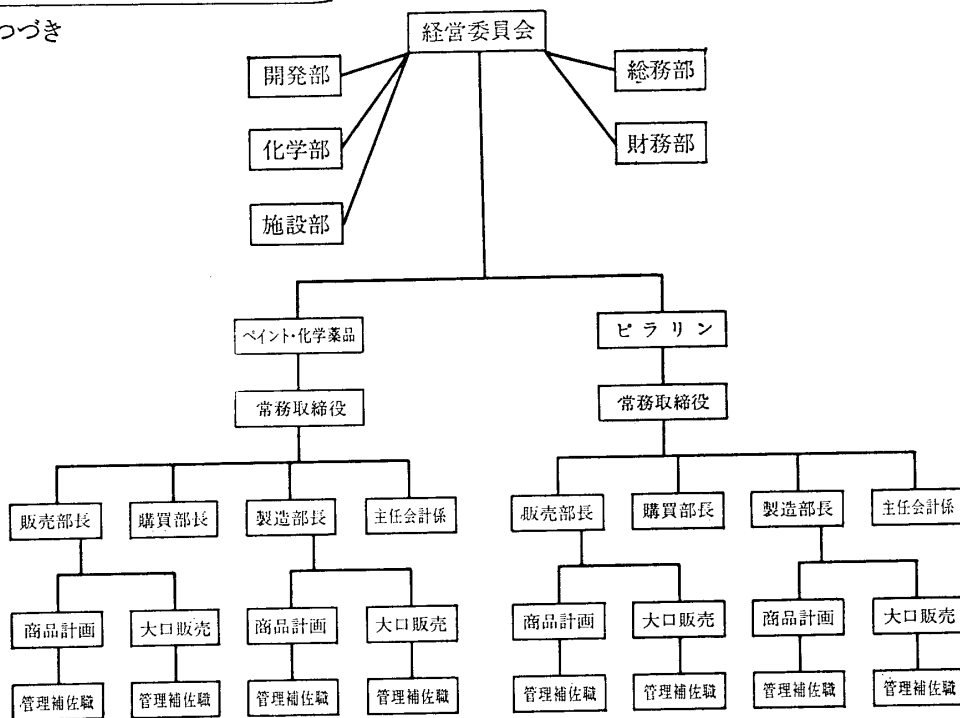 つづき
経営委員会
開発部
総務部
化学部
財務部
施設部
ペイント・化学薬品
ピラリン
常務取締役
常務取締役
販売部長
購買部長
製造部長
主任会計係
販売部長
購買部長
製造部長
主任会計係
商品計画
大口販売
商品計画
大口販売
商品計画
大口販売
商品計画
大口販売
管理補佐職
管理補佐職
管理補佐職
管理補佐職
管理補佐職
管理補佐職
管理補佐職
管理補佐職